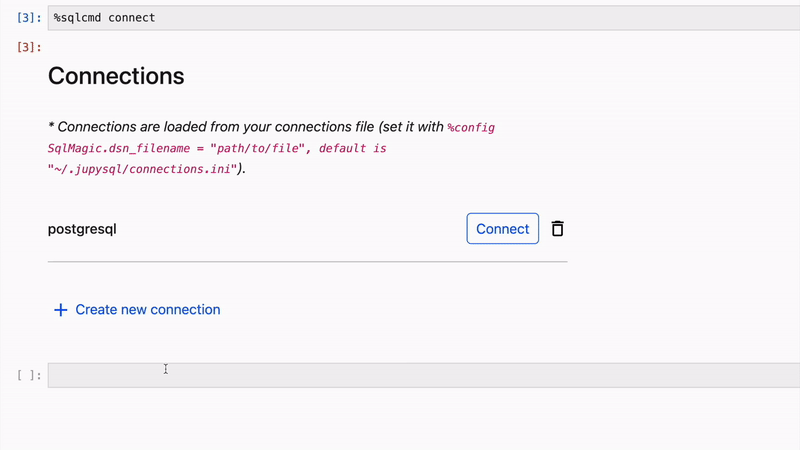 [3]: %sqlcmd connect
[3]:
Connections
* Connections are loaded from your connections file (set it with %config
SqlMagic.dsn_filename = "path/to/file", default is
"~/.jupysql/connections.ini").
postgresql Connect
+ Create new connection
[ ]: